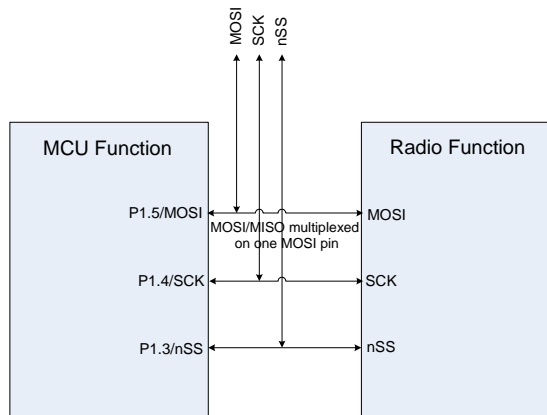 MOSI
SCK
nSS
MCU Function
Radio Function
P1.5/MOSI
MOSI
MOSI/MISO multiplexed
on one MOSI pin
P1.4/SCK
SCK
P1.3/nSS
nSS